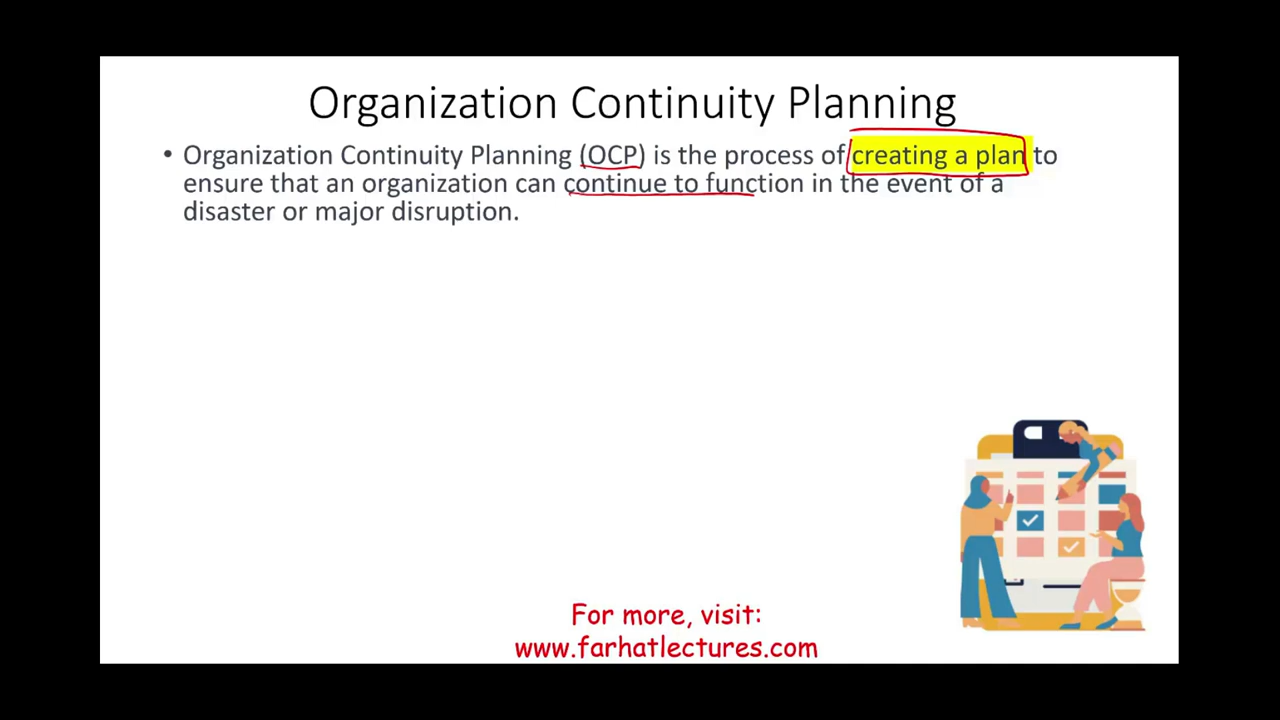 Organization Continuity Planning
• Organization Continuity Planning (OCP) is the process of creating a plan to
ensure that an organization can continue to function in the event of a
disaster or major disruption.
For more, visit:
www.farhatlectures.com